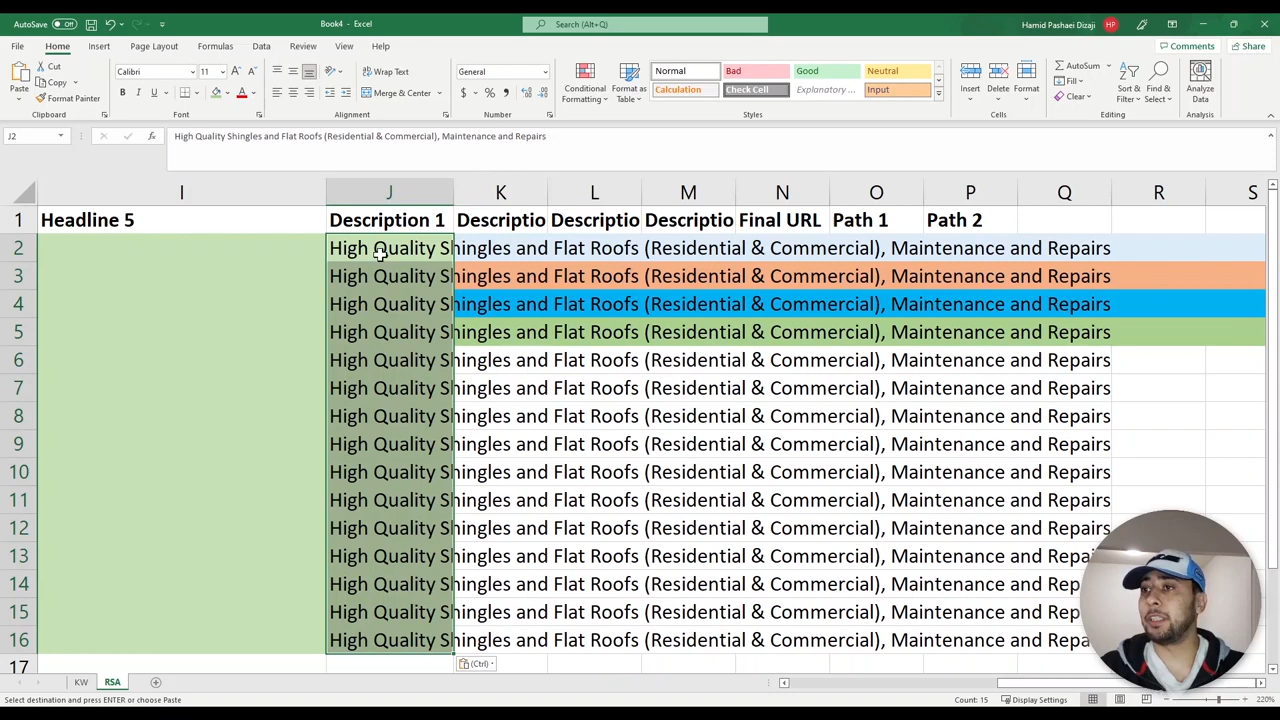 AutoSave Off Book4 - Excel Search (Alt+Q) Hamid Pashaei Dizaji HP
File Home Insert Page Layout Formulas Data Review View Help Comments Share
Paste Cut Copy Format Painter Clipboard
Calibri 11 B I U A Font
Wrap Text Merge & Center Alignment
General $ % Number
Conditional Formatting Format as Table
Normal Bad Good Neutral
Calculation Check Cell Explanatory ... Input
Styles
Insert Delete Format Cells
AutoSum Fill Clear Sort & Filter Find & Select Editing Analyze Data Analysis
J2 fx High Quality Shingles and Flat Roofs (Residential & Commercial), Maintenance and Repairs
I J K L M N O P Q R S
1 Headline 5 Description 1 Descriptio Descriptio Descriptio Final URL Path 1 Path 2
2 High Quality Shingles and Flat Roofs (Residential & Commercial), Maintenance and Repairs
3 High Quality Shingles and Flat Roofs (Residential & Commercial), Maintenance and Repairs
4 High Quality Shingles and Flat Roofs (Residential & Commercial), Maintenance and Repairs
5 High Quality Shingles and Flat Roofs (Residential & Commercial), Maintenance and Repairs
6 High Quality Shingles and Flat Roofs (Residential & Commercial), Maintenance and Repairs
7 High Quality Shingles and Flat Roofs (Residential & Commercial), Maintenance and Repairs
8 High Quality Shingles and Flat Roofs (Residential & Commercial), Maintenance and Repairs
9 High Quality Shingles and Flat Roofs (Residential & Commercial), Maintenance and Repairs
10 High Quality Shingles and Flat Roofs (Residential & Commercial), Maintenance and Repairs
11 High Quality Shingles and Flat Roofs (Residential & Commercial), Maintenance and Repairs
12 High Quality Shingles and Flat Roofs (Residential & Commercial), Maintenance and Repairs
13 High Quality Shingles and Flat Roofs (Residential & Commercial), Maintenance and Repai
14 High Quality Shingles and Flat Roofs (Residential & Commercial), Maintenance and Re
15 High Quality Shingles and Flat Roofs (Residential & Commercial), Maintenance and Re
16 High Quality Shingles and Flat Roofs (Residential & Commercial), Maintenance and Repa
17 (Ctrl)
KW RSA
Select destination and press ENTER or choose Paste Count: 15 Display Settings 220%